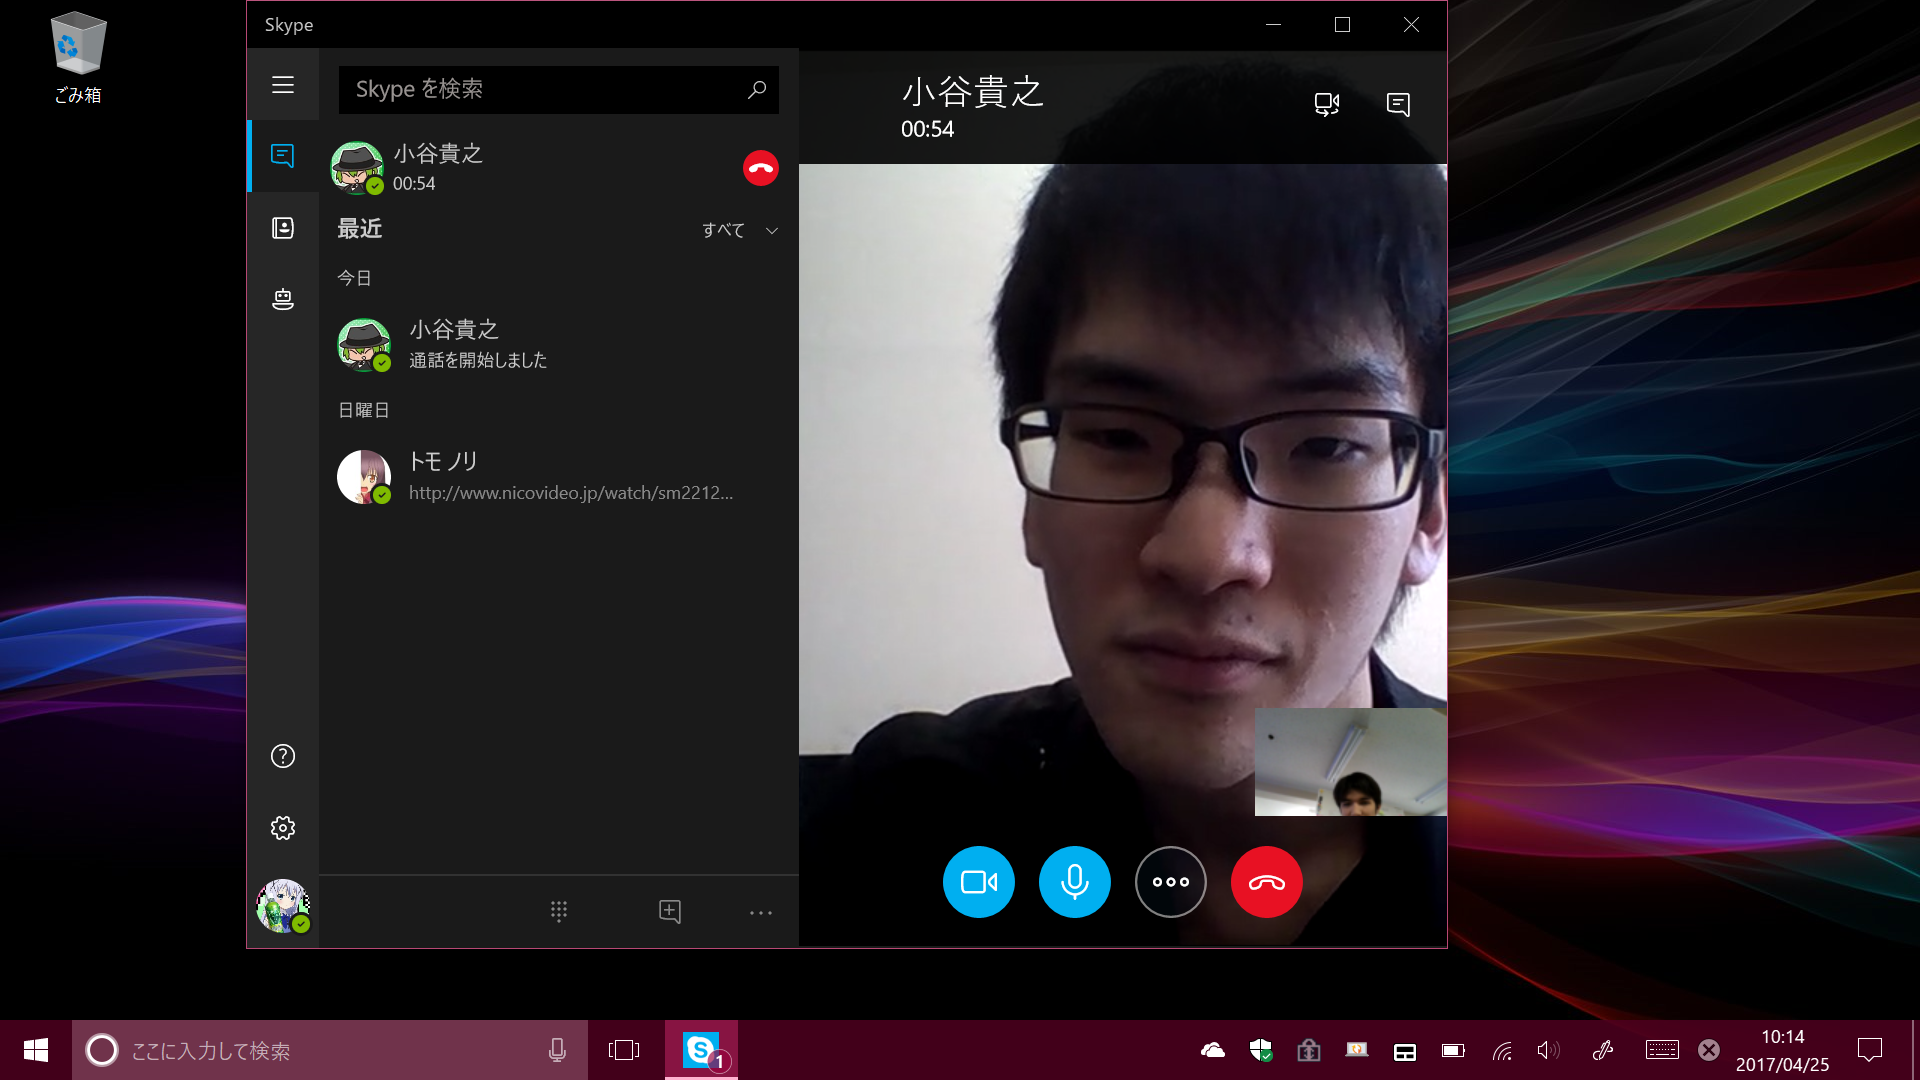 ごみ箱
Skype
Skype を検索
小谷貴之
00:54
最近
すべて
今日
小谷貴之
通話を開始しました
日曜日
トモ ノリ
http://www.nicovideo.jp/watch/sm2212...
小谷貴之
00:54
ここに入力して検索
1
10:14
2017/04/25